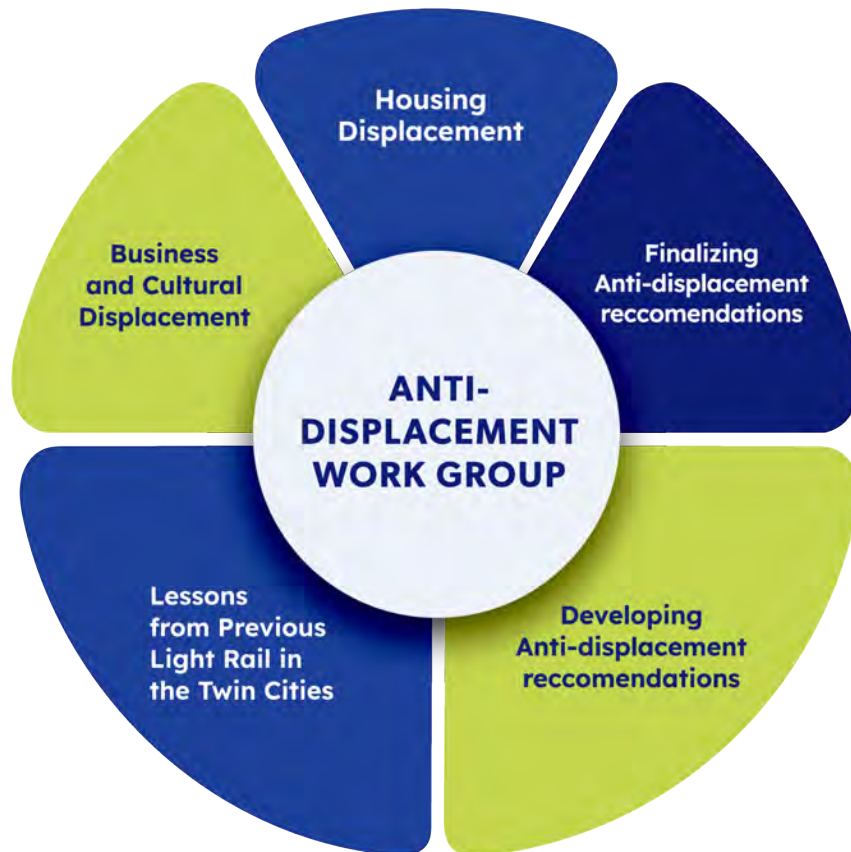 Housing
Displacement
Business
and Cultural
Displacement
Finalizing
Anti-displacement
reccomendations
ANTI-
DISPLACEMENT
WORK GROUP
Lessons
from Previous
Light Rail in
the Twin Cities
Developing
Anti-displacement
reccomendations